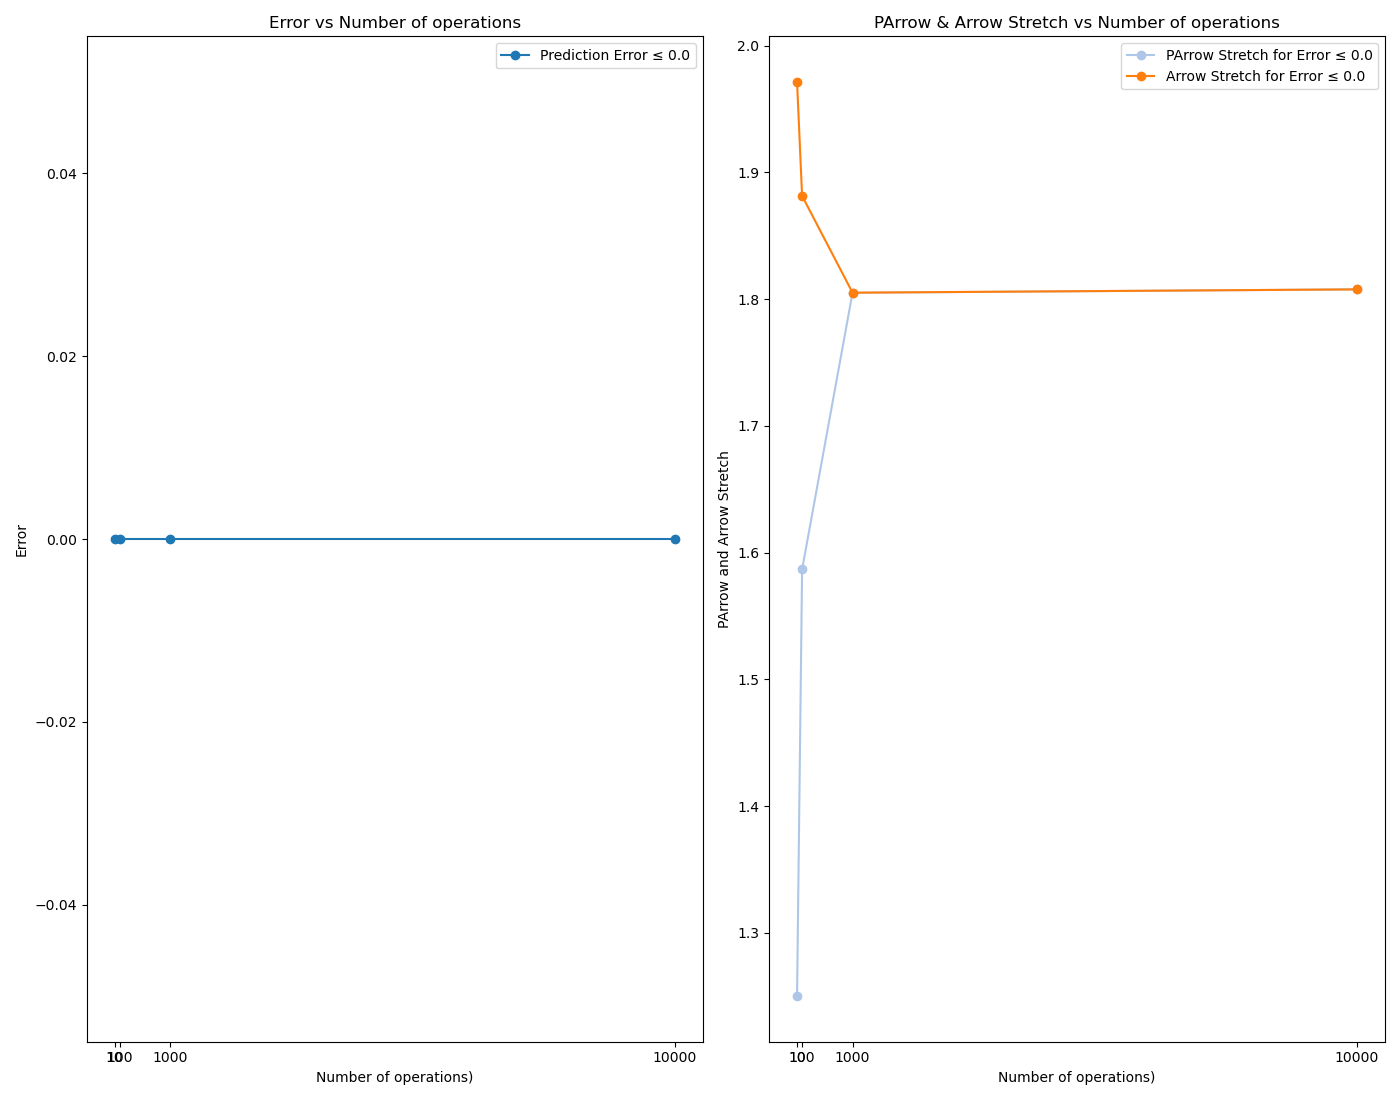 Error vs Number of operations
Prediction Error ≤ 0.0
0.04
0.02
0.00
−0.02
−0.04
Error
10
100
1000
10000
Number of operations)
PArrow & Arrow Stretch vs Number of operations
PArrow Stretch for Error ≤ 0.0
Arrow Stretch for Error ≤ 0.0
2.0
1.9
1.8
1.7
1.6
1.5
1.4
1.3
PArrow and Arrow Stretch
10
100
1000
10000
Number of operations)